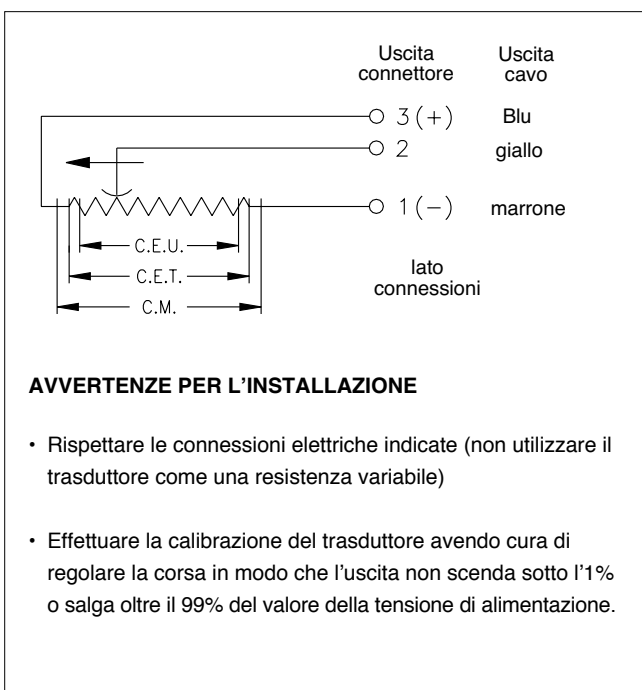 Uscita connettore
Uscita cavo
3 (+) Blu
2 giallo
1 (−) marrone
C.E.U.
C.E.T.
C.M.
lato connessioni
AVVERTENZE PER L'INSTALLAZIONE
• Rispettare le connessioni elettriche indicate (non utilizzare il
trasduttore come una resistenza variabile)
• Effettuare la calibrazione del trasduttore avendo cura di
regolare la corsa in modo che l'uscita non scenda sotto l'1%
o salga oltre il 99% del valore della tensione di alimentazione.